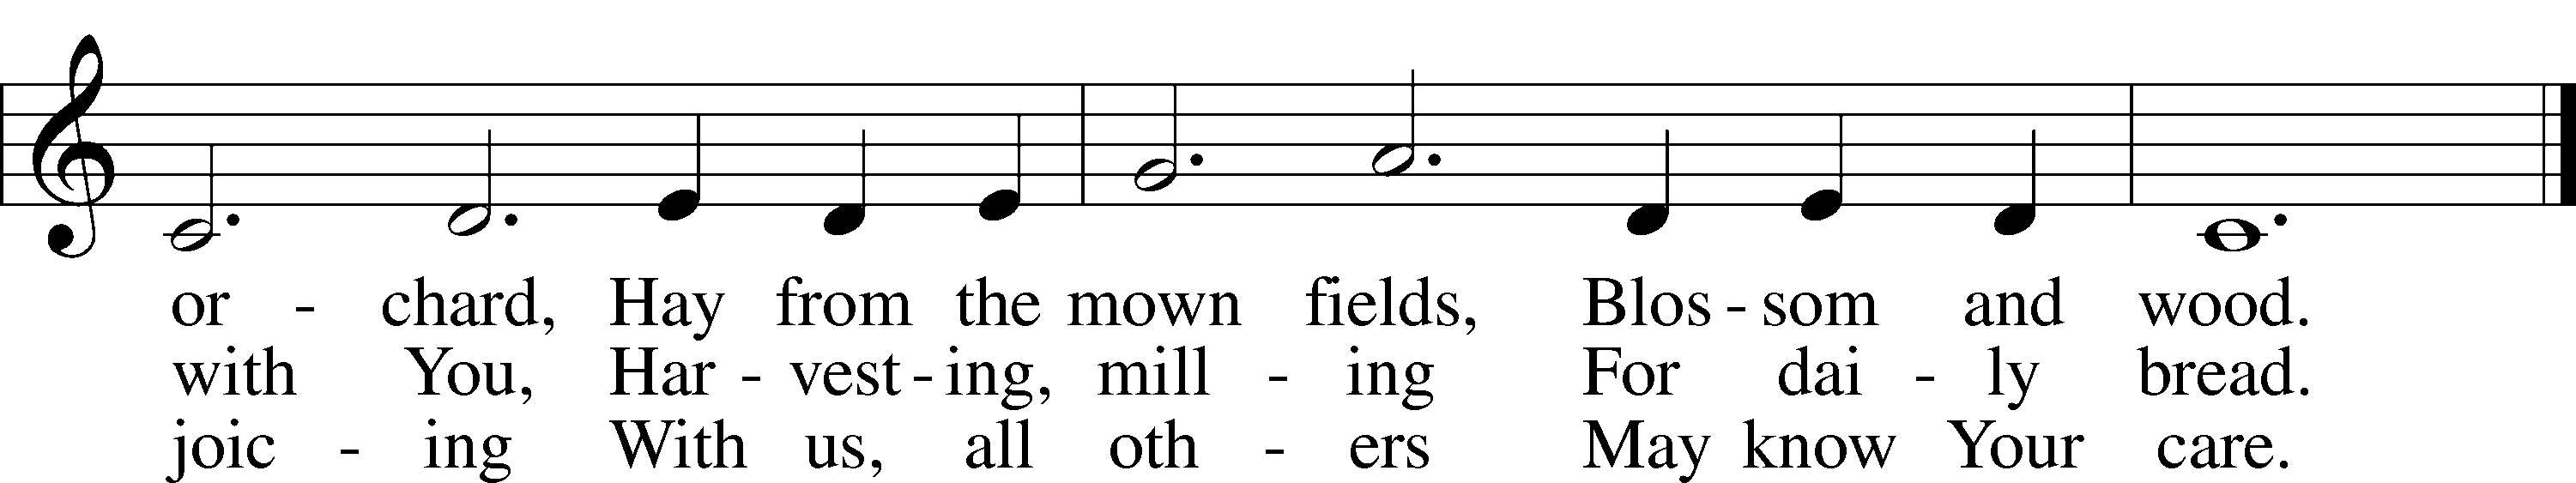 or - chard, Hay from the mown fields, Blos - som and wood.
with You, Har - vest - ing, mill - ing For dai - ly bread.
joic - ing With us, all oth - ers May know Your care.